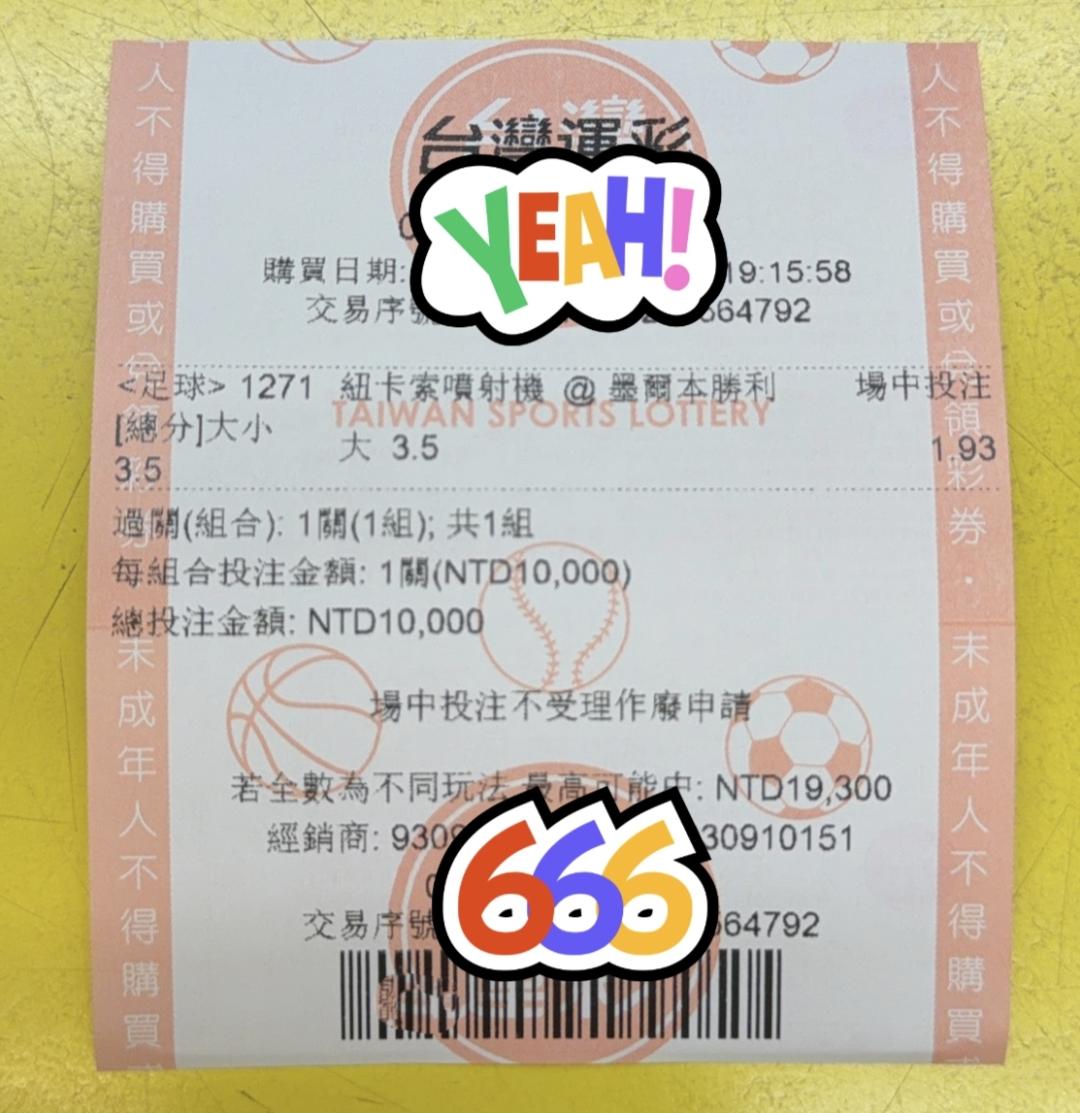 台灣運彩
YEAH!
購買日期: 19:15:58
交易序號 564792
<足球> 1271 紐卡索噴射機 @ 墨爾本勝利 場中投注
TAIWAN SPORTS LOTTERY
[總分]大小
3.5
大 3.5
1.93
過關(組合): 1關(1組); 共1組
每組合投注金額: 1關(NTD10,000)
總投注金額: NTD10,000
場中投注不受理作廢申請
若全數為不同玩法 最高可能中: NTD19,300
經銷商: 930 30910151
666
交易序號 564792
人不得購買或
領彩券．未成年人不得購買
人不得購買或
領彩券．未成年人不得購買